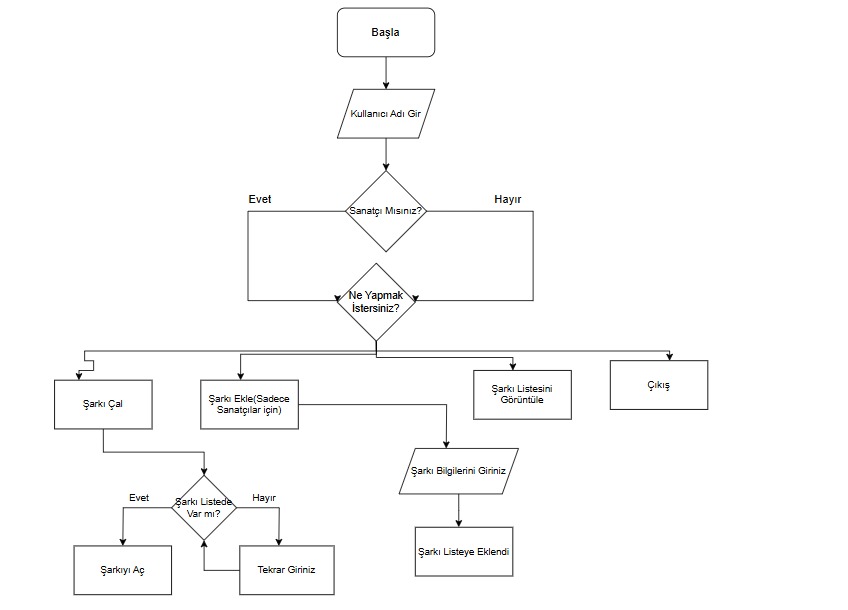 Başla
Kullanıcı Adı Gir
Evet
Hayır
Sanatçı Mısınız?
Ne Yapmak
İstersiniz?
Şarkı Çal
Şarkı Ekle(Sadece
Sanatçılar için)
Şarkı Listesini
Görüntüle
Çıkış
Şarkı Bilgilerini Giriniz
Evet
Hayır
Şarkı Listede
Var mı?
Şarkıyı Aç
Tekrar Giriniz
Şarkı Listeye Eklendi